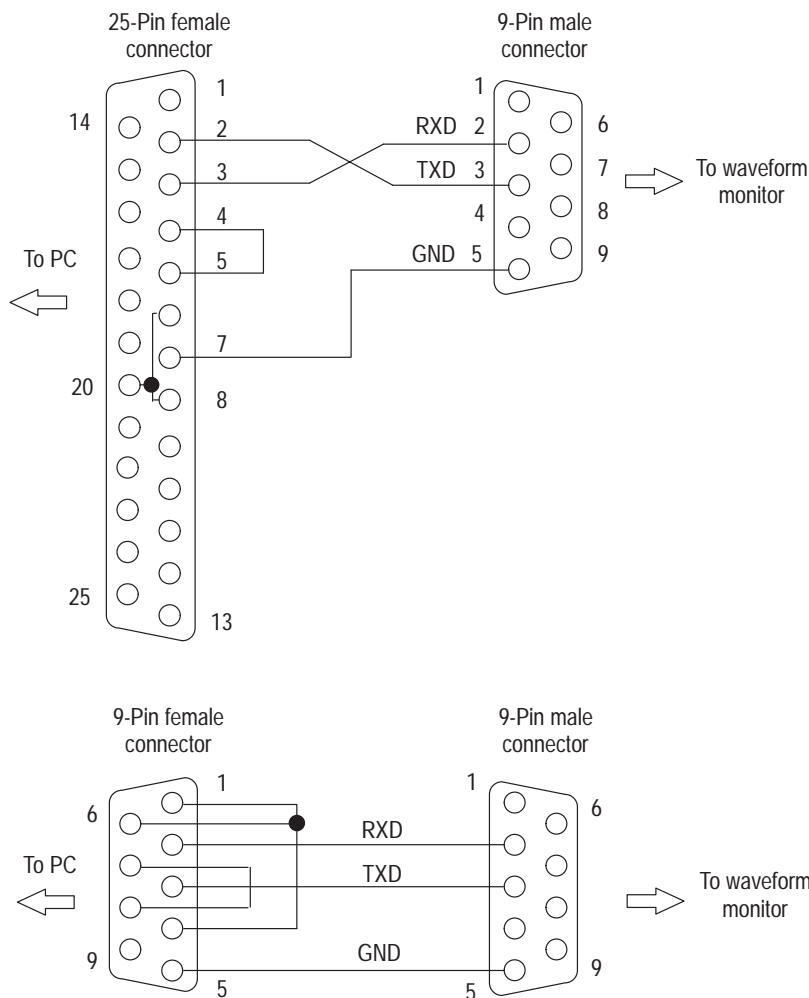 25-Pin female
connector
9-Pin male
connector
1
14
2
3
4
5
To PC
7
20
8
25
13
1
RXD 2
TXD 3
4
GND 5
6
7
8
9
To waveform
monitor
9-Pin female
connector
9-Pin male
connector
1
6
To PC
9
5
RXD
TXD
GND
1
6
9
5
To waveform
monitor